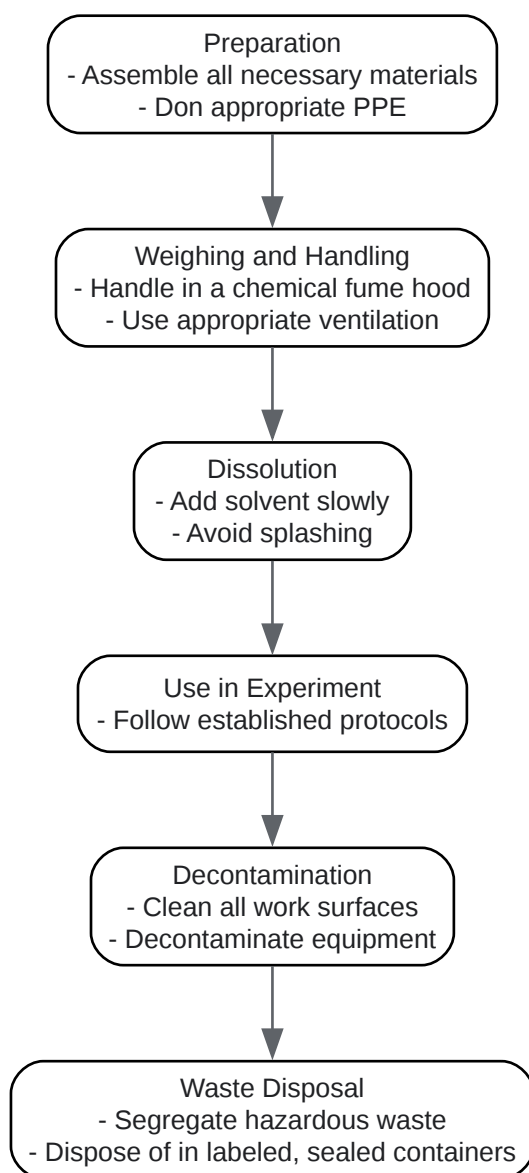 Preparation
- Assemble all necessary materials
- Don appropriate PPE
Weighing and Handling
- Handle in a chemical fume hood
- Use appropriate ventilation
Dissolution
- Add solvent slowly
- Avoid splashing
Use in Experiment
- Follow established protocols
Decontamination
- Clean all work surfaces
- Decontaminate equipment
Waste Disposal
- Segregate hazardous waste
- Dispose of in labeled, sealed containers